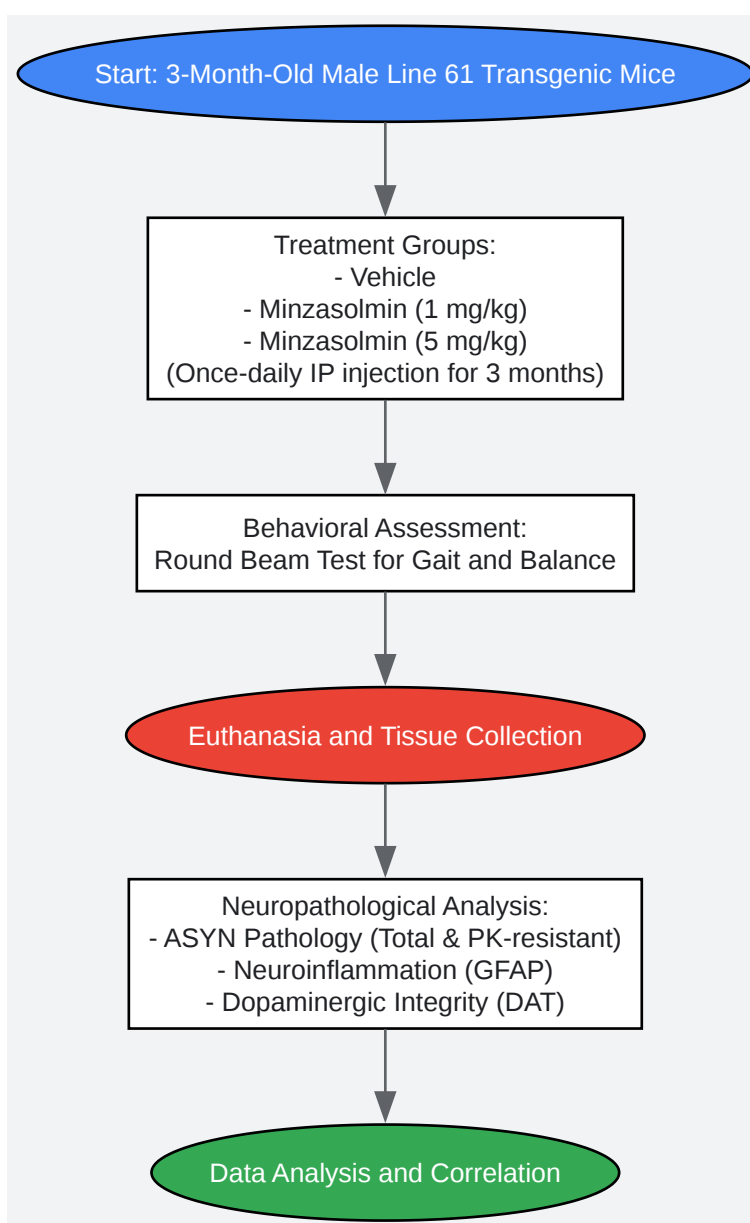 Start: 3-Month-Old Male Line 61 Transgenic Mice
Treatment Groups:
- Vehicle
- Minzasolmin (1 mg/kg)
- Minzasolmin (5 mg/kg)
(Once-daily IP injection for 3 months)
Behavioral Assessment:
Round Beam Test for Gait and Balance
Euthanasia and Tissue Collection
Neuropathological Analysis:
- ASYN Pathology (Total & PK-resistant)
- Neuroinflammation (GFAP)
- Dopaminergic Integrity (DAT)
Data Analysis and Correlation